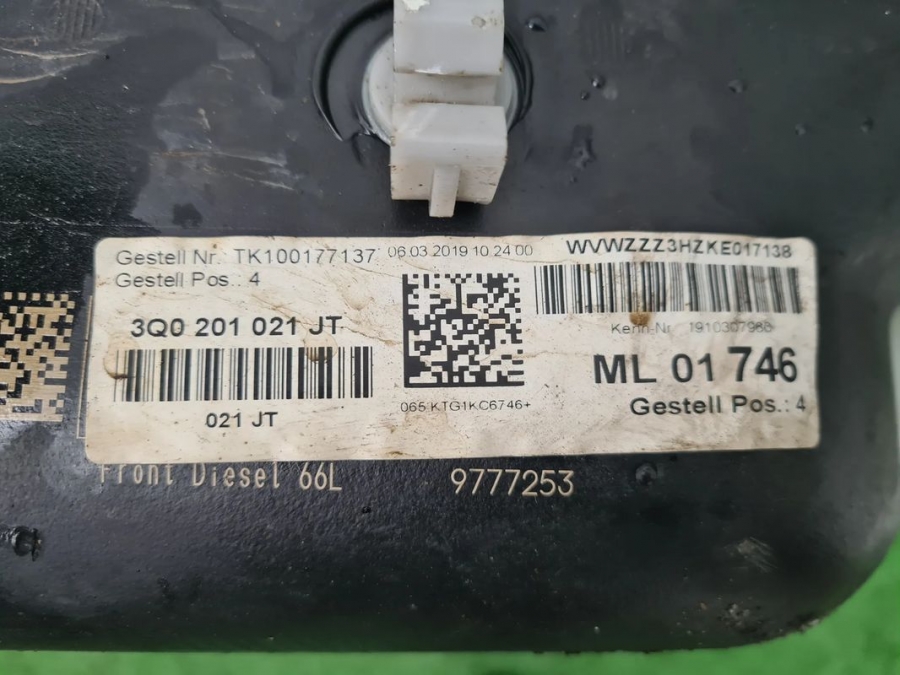 Gestell Nr.: TK100177137
Gestell Pos.: 4
06.03.2019 10 24 00
WVWZZZ3HZKE017138
3Q0 201 021 JT
021 JT
065 KTG1KC6746+
Kenn-Nr. 1910307966
ML 01 746
Gestell Pos.: 4
Front Diesel 66L
9777253